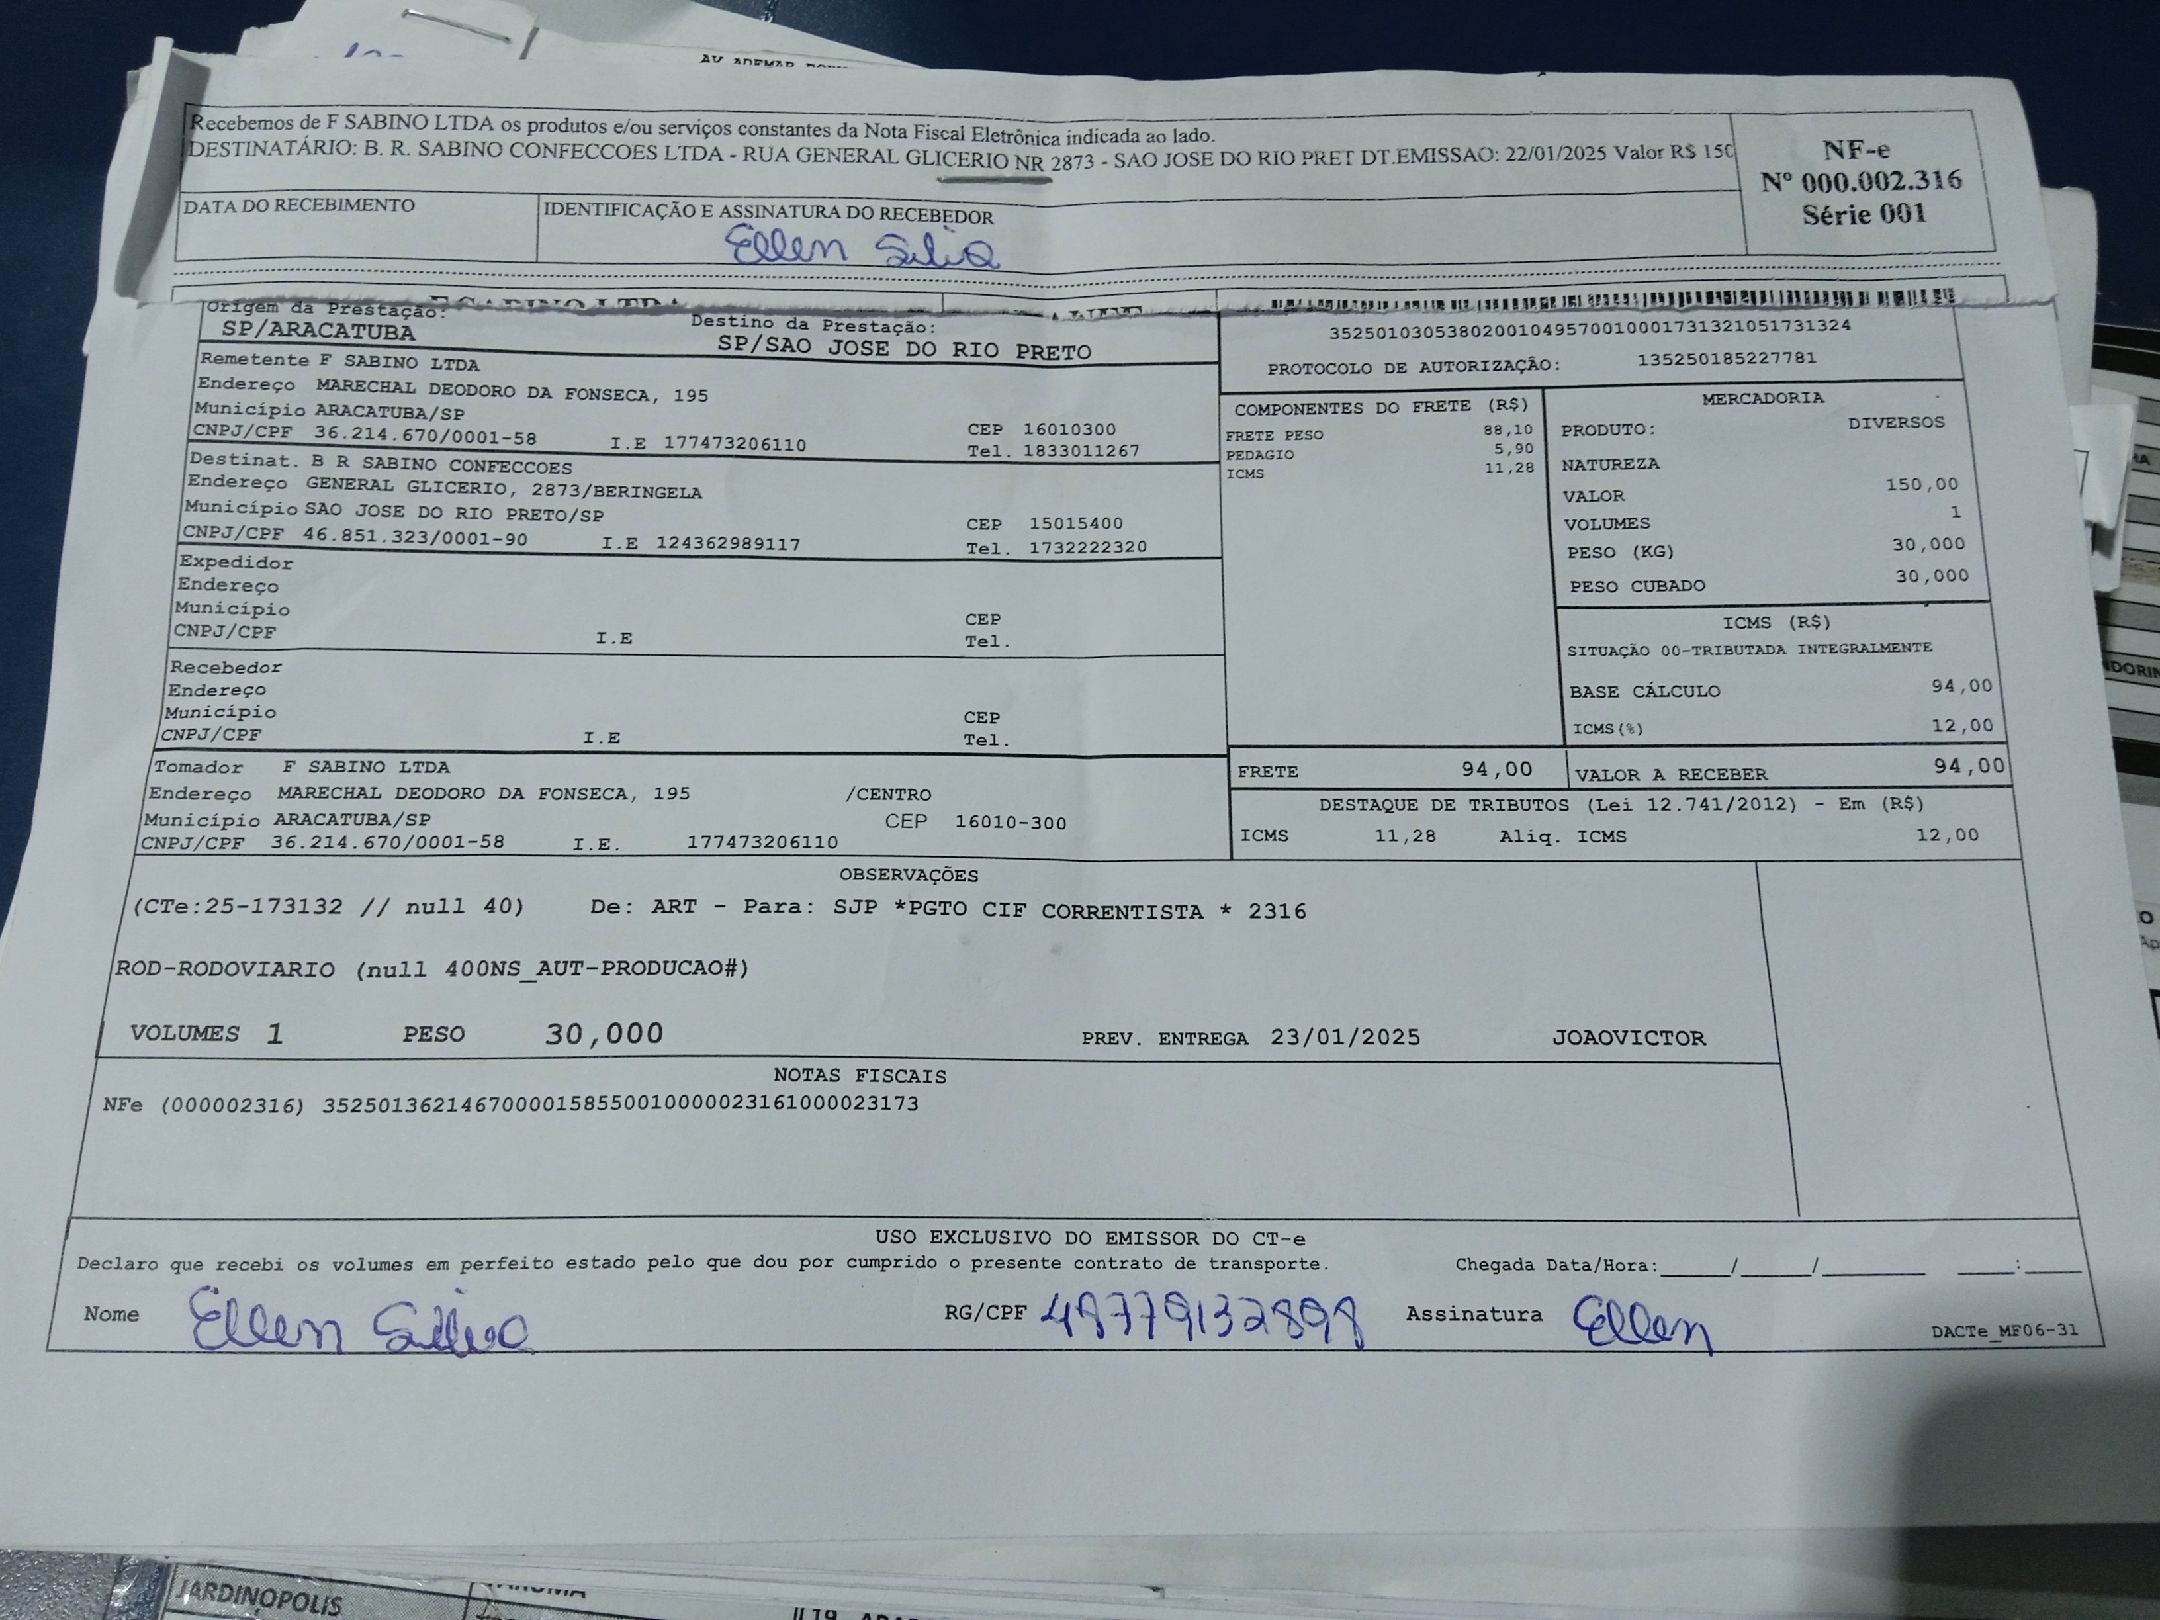 Recebemos de F SABINO LTDA os produtos e/ou serviços constantes da Nota Fiscal Eletrônica indicada ao lado.
DESTINATÁRIO: B. R. SABINO CONFECCOES LTDA - RUA GENERAL GLICERIO NR 2873 - SAO JOSE DO RIO PRET DT.EMISSAO: 22/01/2025 Valor R$ 150
NF-e
Nº 000.002.316
Série 001
DATA DO RECEBIMENTO
IDENTIFICAÇÃO E ASSINATURA DO RECEBEDOR
Ellen Silva
Origem da Prestação:
SP/ARACATUBA
Destino da Prestação:
SP/SAO JOSE DO RIO PRETO
35250103053802001049570010001731321051731324
PROTOCOLO DE AUTORIZAÇÃO: 135250185227781
Remetente F SABINO LTDA
Endereço MARECHAL DEODORO DA FONSECA, 195
Município ARACATUBA/SP CEP 16010300
CNPJ/CPF 36.214.670/0001-58 I.E 177473206110 Tel. 1833011267
Destinat. B R SABINO CONFECCOES
Endereço GENERAL GLICERIO, 2873/BERINGELA
Município SAO JOSE DO RIO PRETO/SP CEP 15015400
CNPJ/CPF 46.851.323/0001-90 I.E 124362989117 Tel. 1732222320
Expedidor
Endereço
Município CEP
CNPJ/CPF I.E Tel.
Recebedor
Endereço
Município CEP
CNPJ/CPF I.E Tel.
Tomador F SABINO LTDA
Endereço MARECHAL DEODORO DA FONSECA, 195 /CENTRO
Município ARACATUBA/SP CEP 16010-300
CNPJ/CPF 36.214.670/0001-58 I.E. 177473206110
COMPONENTES DO FRETE (R$)
FRETE PESO 88,10
PEDAGIO 5,90
ICMS 11,28
MERCADORIA
PRODUTO: DIVERSOS
NATUREZA
VALOR 150,00
VOLUMES 1
PESO (KG) 30,000
PESO CUBADO 30,000
ICMS (R$)
SITUAÇÃO 00-TRIBUTADA INTEGRALMENTE
BASE CÁLCULO 94,00
ICMS(%) 12,00
FRETE 94,00 VALOR A RECEBER 94,00
DESTAQUE DE TRIBUTOS (Lei 12.741/2012) - Em (R$)
ICMS 11,28 Aliq. ICMS 12,00
OBSERVAÇÕES
(CTe:25-173132 // null 40) De: ART - Para: SJP *PGTO CIF CORRENTISTA * 2316
ROD-RODOVIARIO (null 400NS_AUT-PRODUCAO#)
VOLUMES 1 PESO 30,000 PREV. ENTREGA 23/01/2025 JOAOVICTOR
NOTAS FISCAIS
NFe (000002316) 35250136214670000158550010000023161000023173
USO EXCLUSIVO DO EMISSOR DO CT-e
Declaro que recebi os volumes em perfeito estado pelo que dou por cumprido o presente contrato de transporte. Chegada Data/Hora:_____/_____/________ ____:____
Nome Ellen Silva RG/CPF 48779132898 Assinatura Ellen
DACTe_MF06-31
JARDINOPOLIS